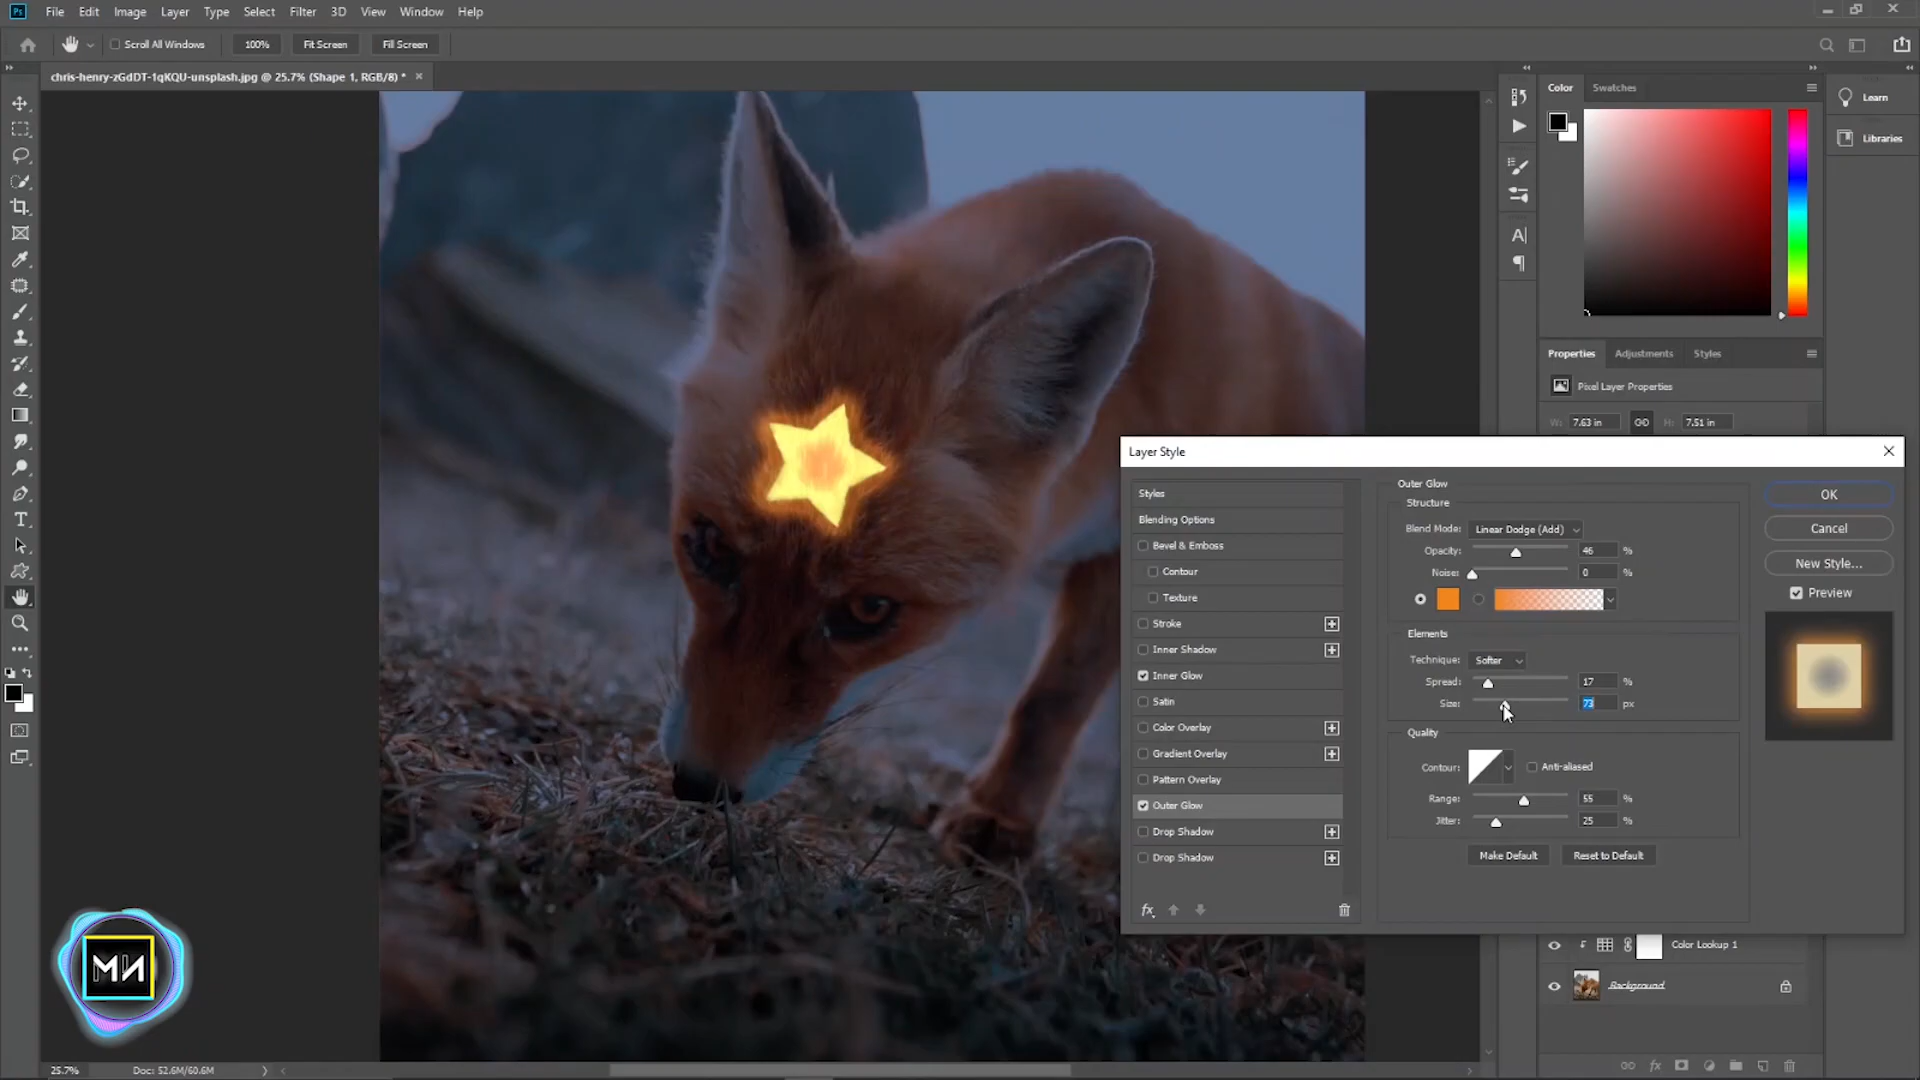 Ps File Edit Image Layer Type Select Filter 3D View Window Help
Scroll All Windows 100% Fit Screen Fill Screen
chris-henry-zGdDT-1qKQU-unsplash.jpg @ 25.7% (Shape 1, RGB/8) *
Color Swatches
Learn
Libraries
Properties Adjustments Styles
Pixel Layer Properties
W: 7.63 in H: 7.51 in
Layer Style
Styles
Blending Options
Bevel & Emboss
Contour
Texture
Stroke
Inner Shadow
Inner Glow
Satin
Color Overlay
Gradient Overlay
Pattern Overlay
Outer Glow
Drop Shadow
Drop Shadow
fx
Outer Glow
Structure
Blend Mode: Linear Dodge (Add)
Opacity: 46 %
Noise: 0 %
Elements
Technique: Softer
Spread: 17 %
Size: 73 px
Quality
Contour: Anti-aliased
Range: 55 %
Jitter: 25 %
Make Default Reset to Default
OK
Cancel
New Style...
Preview
Color Lookup 1
Background
fx
25.7% Doc: 52.6M/60.6M